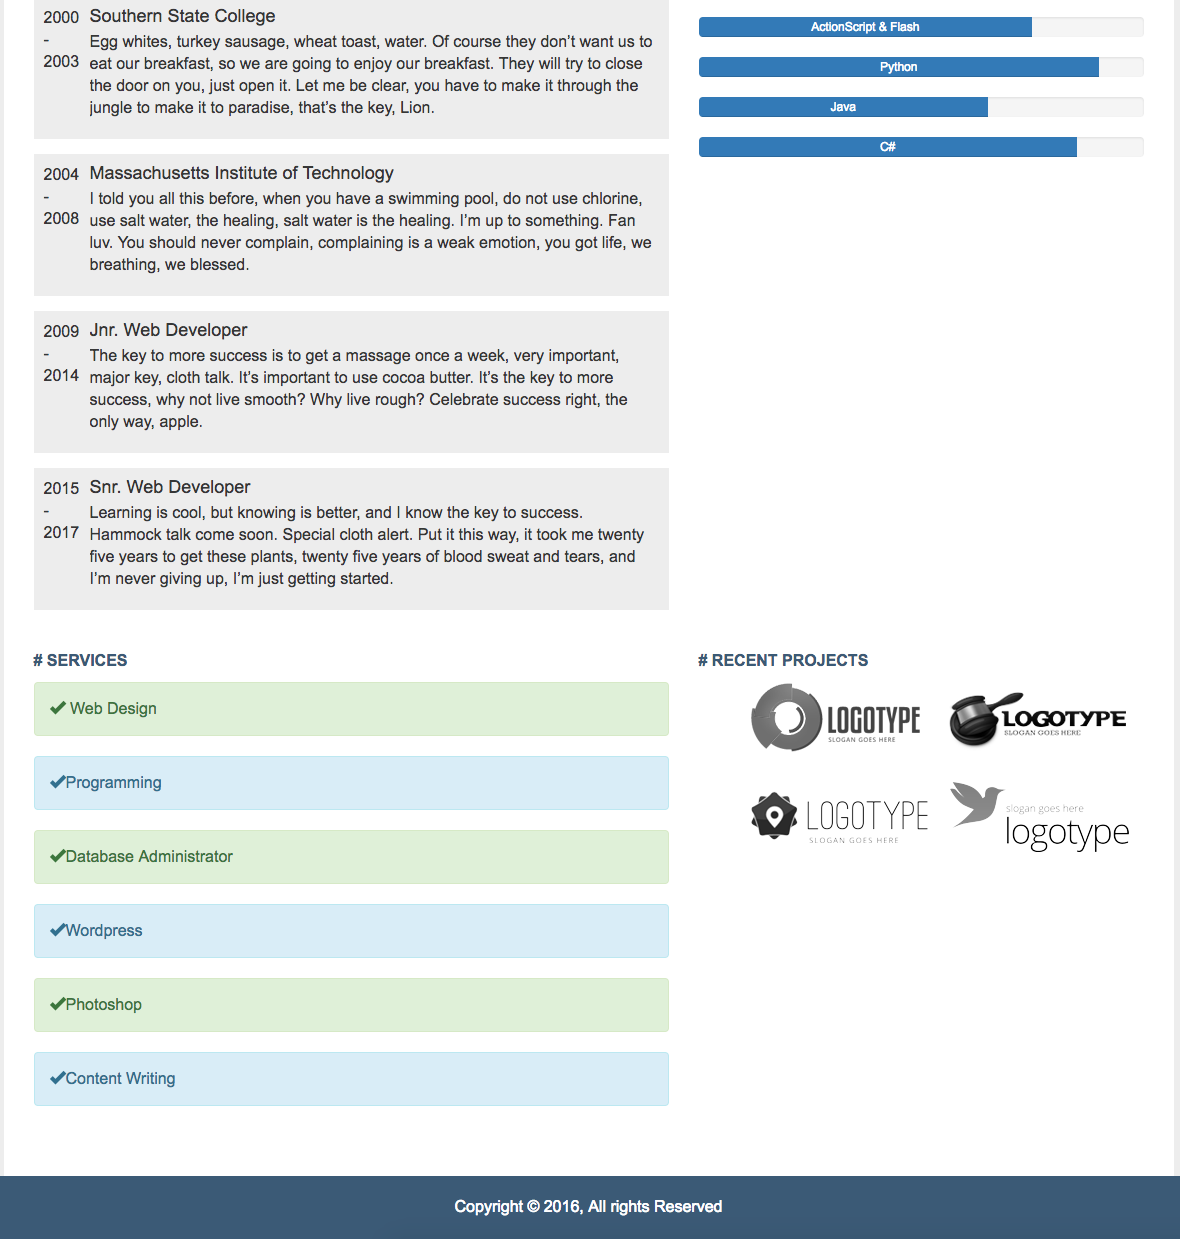 2000
-
2003
Southern State College
Egg whites, turkey sausage, wheat toast, water. Of course they don’t want us to
eat our breakfast, so we are going to enjoy our breakfast. They will try to close
the door on you, just open it. Let me be clear, you have to make it through the
jungle to make it to paradise, that’s the key, Lion.
2004
-
2008
Massachusetts Institute of Technology
I told you all this before, when you have a swimming pool, do not use chlorine,
use salt water, the healing, salt water is the healing. I’m up to something. Fan
luv. You should never complain, complaining is a weak emotion, you got life, we
breathing, we blessed.
2009
-
2014
Jnr. Web Developer
The key to more success is to get a massage once a week, very important,
major key, cloth talk. It’s important to use cocoa butter. It’s the key to more
success, why not live smooth? Why live rough? Celebrate success right, the
only way, apple.
2015
-
2017
Snr. Web Developer
Learning is cool, but knowing is better, and I know the key to success.
Hammock talk come soon. Special cloth alert. Put it this way, it took me twenty
five years to get these plants, twenty five years of blood sweat and tears, and
I’m never giving up, I’m just getting started.
ActionScript & Flash
Python
Java
C#
# SERVICES
Web Design
Programming
Database Administrator
Wordpress
Photoshop
Content Writing
# RECENT PROJECTS
LOGOTYPE
SLOGAN GOES HERE
LOGOTYPE
SLOGAN GOES HERE
LOGOTYPE
SLOGAN GOES HERE
slogan goes here
logotype
Copyright © 2016, All rights Reserved